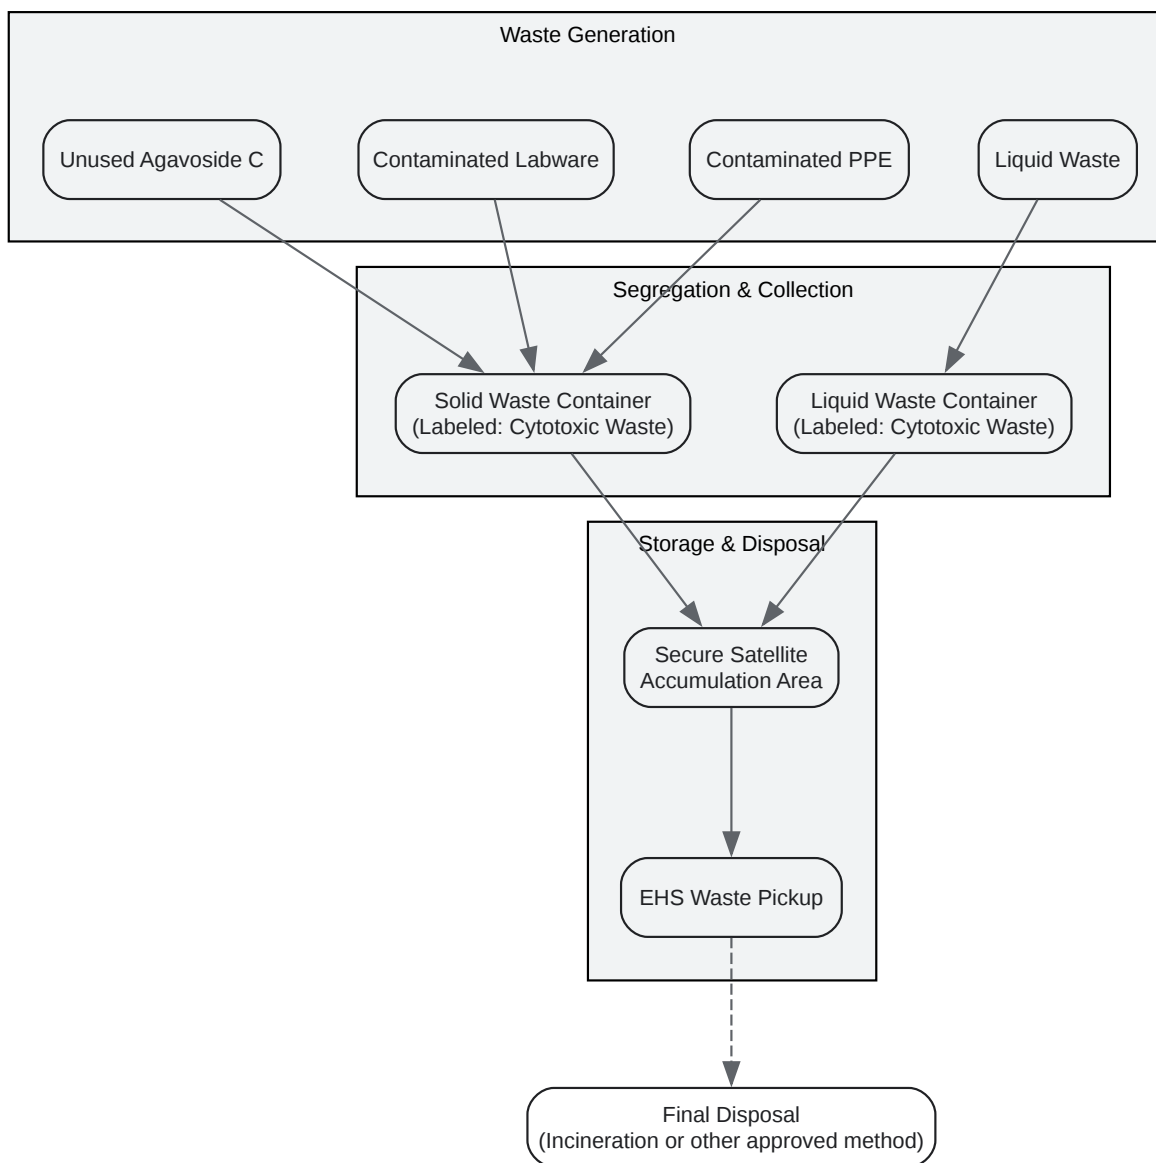 Waste Generation
Unused Agavoside C
Contaminated Labware
Contaminated PPE
Liquid Waste
Segregation & Collection
Solid Waste Container
(Labeled: Cytotoxic Waste)
Liquid Waste Container
(Labeled: Cytotoxic Waste)
Storage & Disposal
Secure Satellite
Accumulation Area
EHS Waste Pickup
Final Disposal
(Incineration or other approved method)